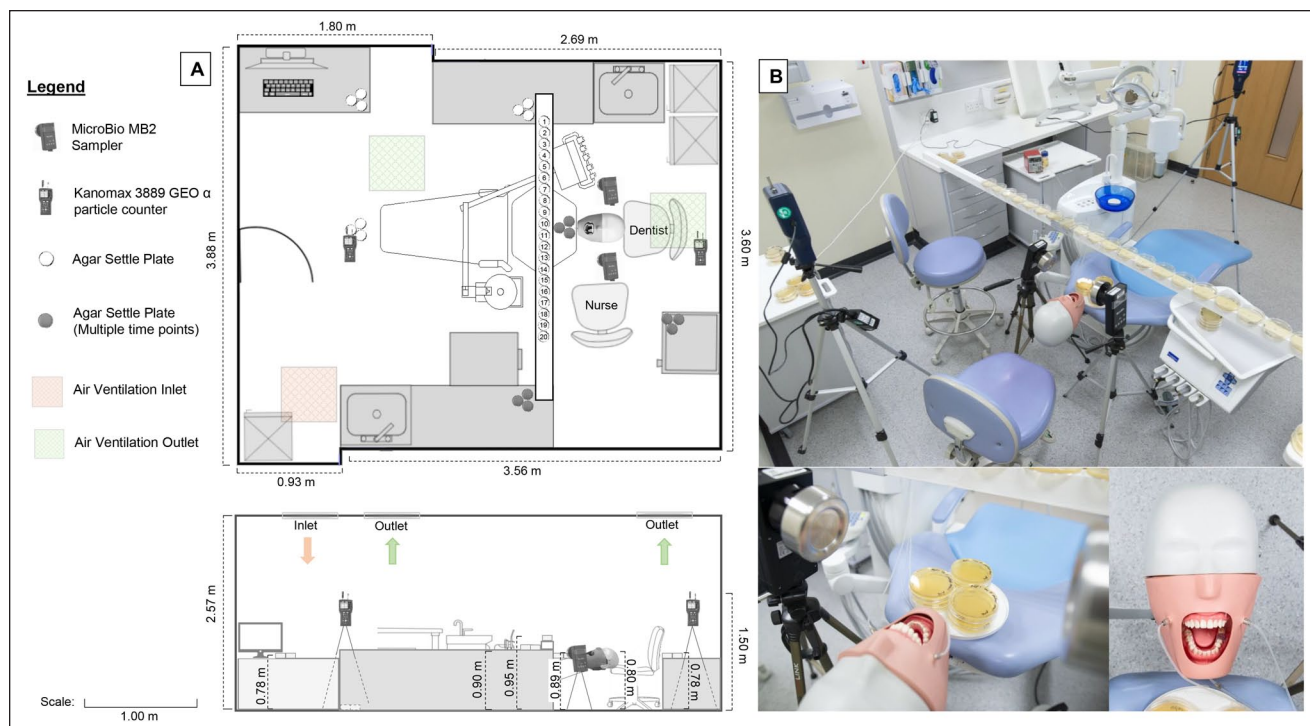 A
Legend
MicroBio MB2
Sampler
Kanomax 3889 GEO α
particle counter
Agar Settle Plate
Agar Settle Plate
(Multiple time points)
Air Ventilation Inlet
Air Ventilation Outlet
1.80 m
2.69 m
3.88 m
3.60 m
1
2
3
4
5
6
7
8
9
10
11
12
13
14
15
16
17
18
19
20
Dentist
Nurse
0.93 m
3.56 m
Inlet
Outlet
Outlet
2.57 m
1.50 m
0.78 m
0.90 m
0.95 m
0.89 m
0.80 m
0.78 m
Scale:
1.00 m
B